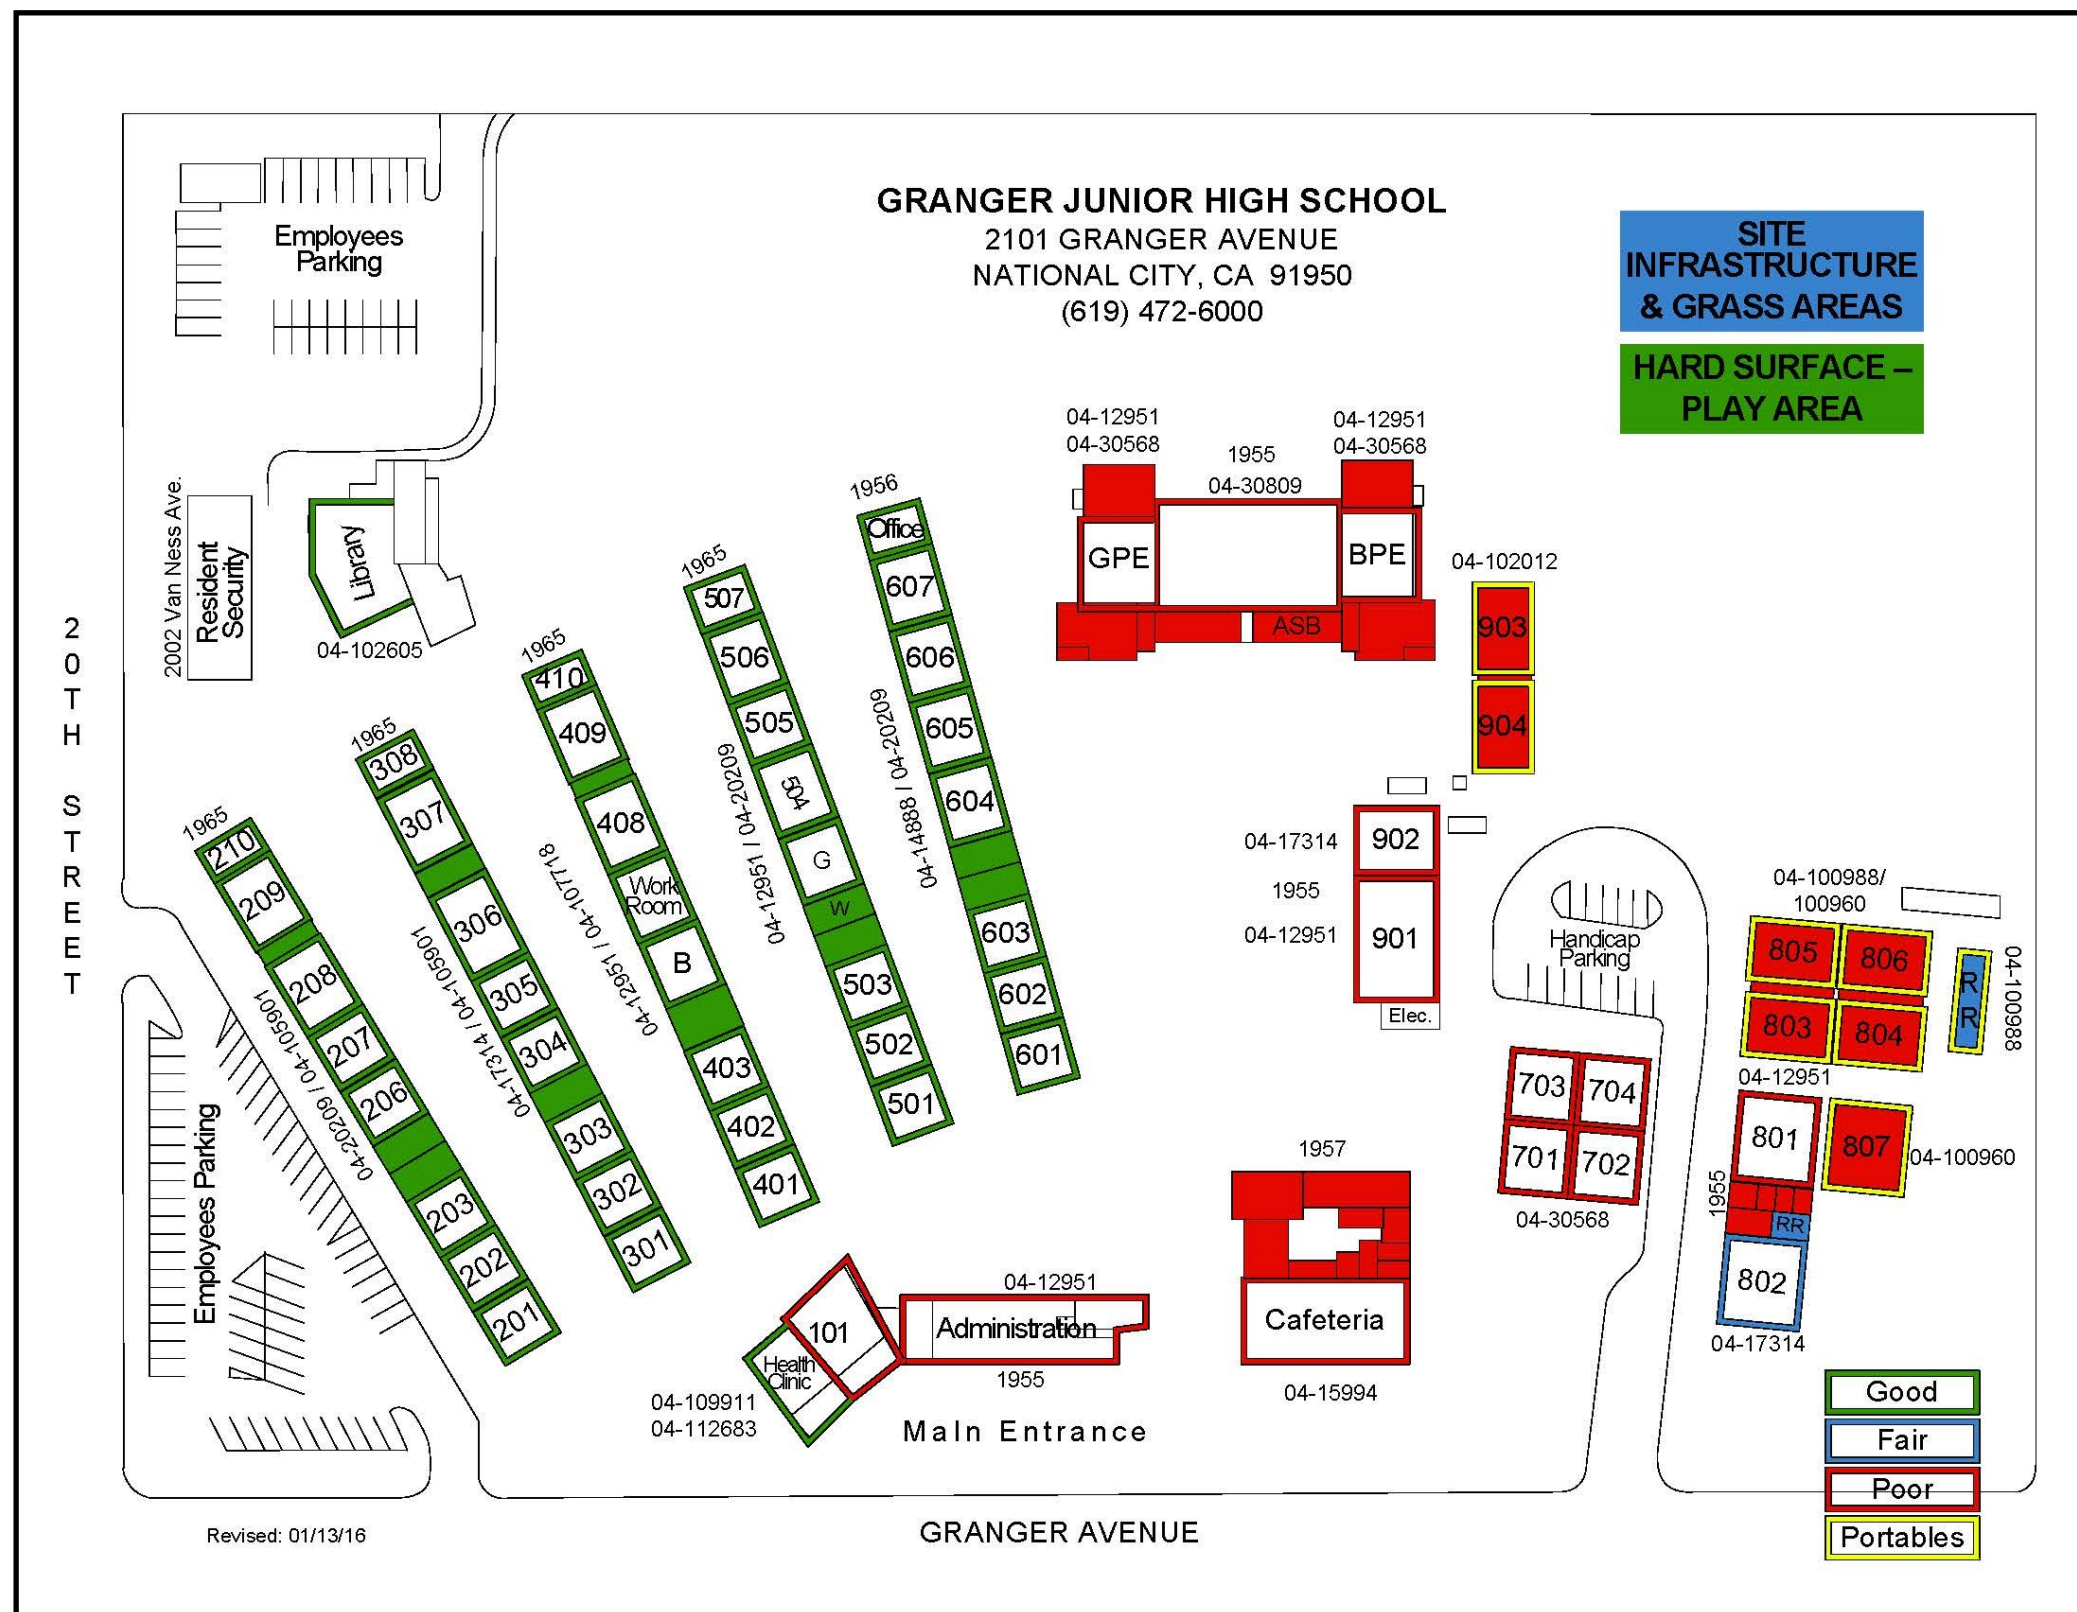 GRANGER JUNIOR HIGH SCHOOL
2101 GRANGER AVENUE
NATIONAL CITY, CA 91950
(619) 472-6000
SITE
INFRASTRUCTURE
& GRASS AREAS
HARD SURFACE –
PLAY AREA
Employees
Parking
20TH STREET
2002 Van Ness Ave.
Resident
Security
Library
04-102605
1965
210
209
208
207
206
203
202
201
04-20209 / 04-105901
1965
308
307
306
305
304
303
302
301
04-17314 / 04-105901
1965
410
409
408
Work
Room
B
403
402
401
04-12951 / 04-107718
1965
507
506
505
405
G
W
503
502
501
04-12951 / 04-20209
1956
Office
607
606
605
604
603
602
601
04-14888 / 04-20209
04-12951
04-30568
1955
04-30809
04-12951
04-30568
GPE
BPE
ASB
04-102012
903
904
04-17314
902
1955
04-12951
901
Elec.
Handicap
Parking
703
704
701
702
04-30568
04-100988/
100960
805
806
803
804
RR
04-100988
04-12951
801
807
04-100960
1955
RR
802
04-17314
1957
Cafeteria
04-15994
04-12951
Administration
1955
101
Health
Clinic
04-109911
04-112683
MaIn Entrance
Employees Parking
Good
Fair
Poor
Portables
Revised: 01/13/16
GRANGER AVENUE